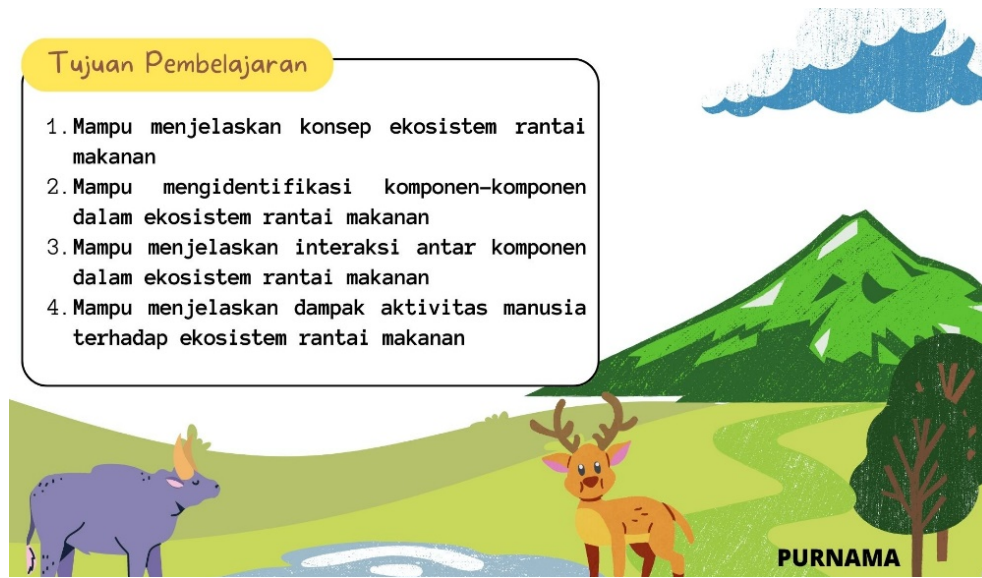 Tujuan Pembelajaran
1. Mampu menjelaskan konsep ekosistem rantai
makanan
2. Mampu mengidentifikasi komponen-komponen
dalam ekosistem rantai makanan
3. Mampu menjelaskan interaksi antar komponen
dalam ekosistem rantai makanan
4. Mampu menjelaskan dampak aktivitas manusia
terhadap ekosistem rantai makanan
PURNAMA